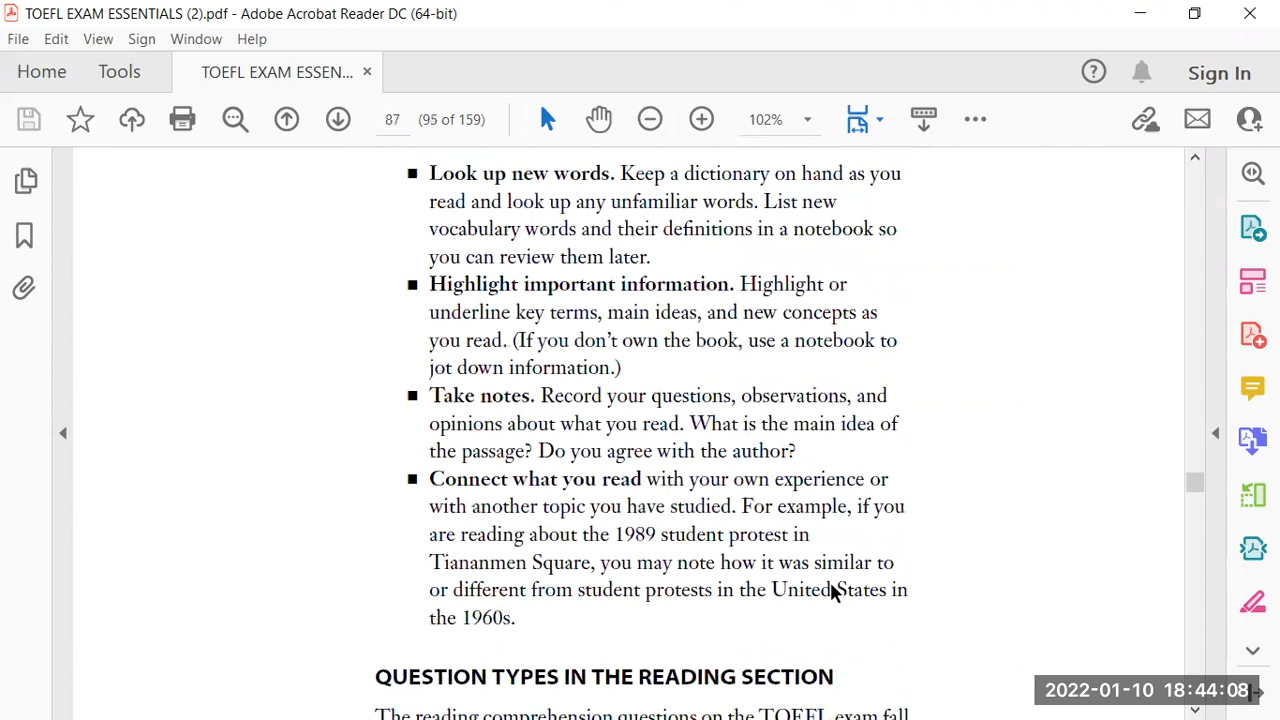 TOEFL EXAM ESSENTIALS (2).pdf - Adobe Acrobat Reader DC (64-bit)
File Edit View Sign Window Help
Home Tools TOEFL EXAM ESSEN... × Sign In
87 (95 of 159) 102%
■ Look up new words. Keep a dictionary on hand as you
read and look up any unfamiliar words. List new
vocabulary words and their definitions in a notebook so
you can review them later.
■ Highlight important information. Highlight or
underline key terms, main ideas, and new concepts as
you read. (If you don’t own the book, use a notebook to
jot down information.)
■ Take notes. Record your questions, observations, and
opinions about what you read. What is the main idea of
the passage? Do you agree with the author?
■ Connect what you read with your own experience or
with another topic you have studied. For example, if you
are reading about the 1989 student protest in
Tiananmen Square, you may note how it was similar to
or different from student protests in the United States in
the 1960s.
QUESTION TYPES IN THE READING SECTION
The reading comprehension questions on the TOEFL exam fall
2022-01-10 18:44:08